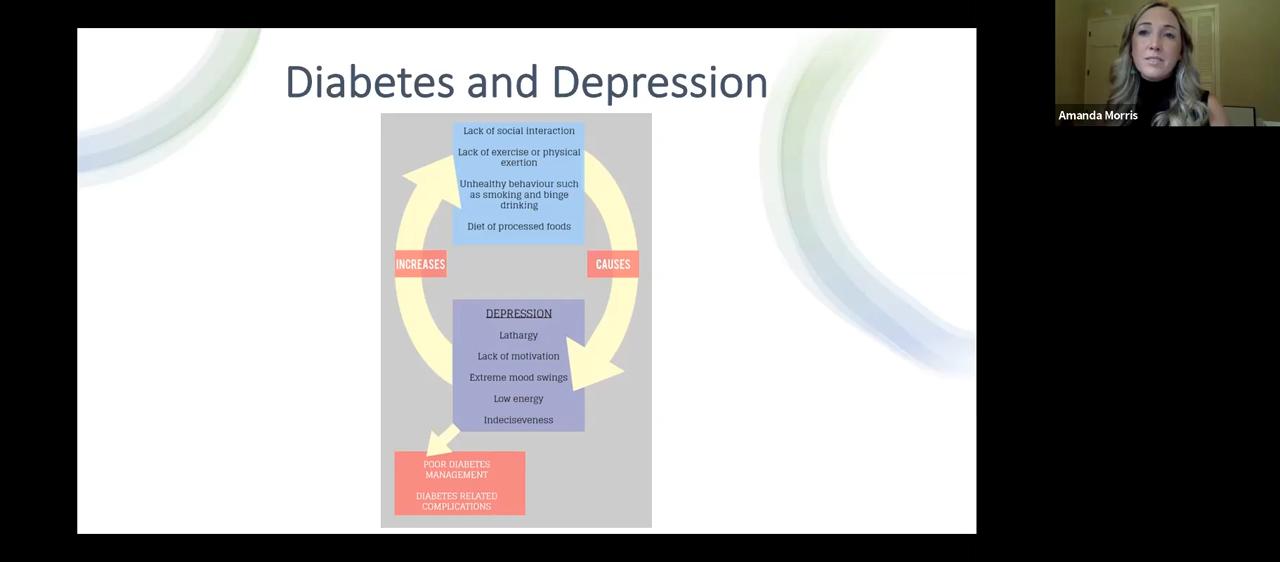 Diabetes and Depression
Lack of social interaction
Lack of exercise or physical
exertion
Unhealthy behaviour such
as smoking and binge
drinking
Diet of processed foods
INCREASES
CAUSES
DEPRESSION
Lathargy
Lack of motivation
Extreme mood swings
Low energy
Indeciseveness
POOR DIABETES
MANAGEMENT
DIABETES RELATED
COMPLICATIONS
Amanda Morris